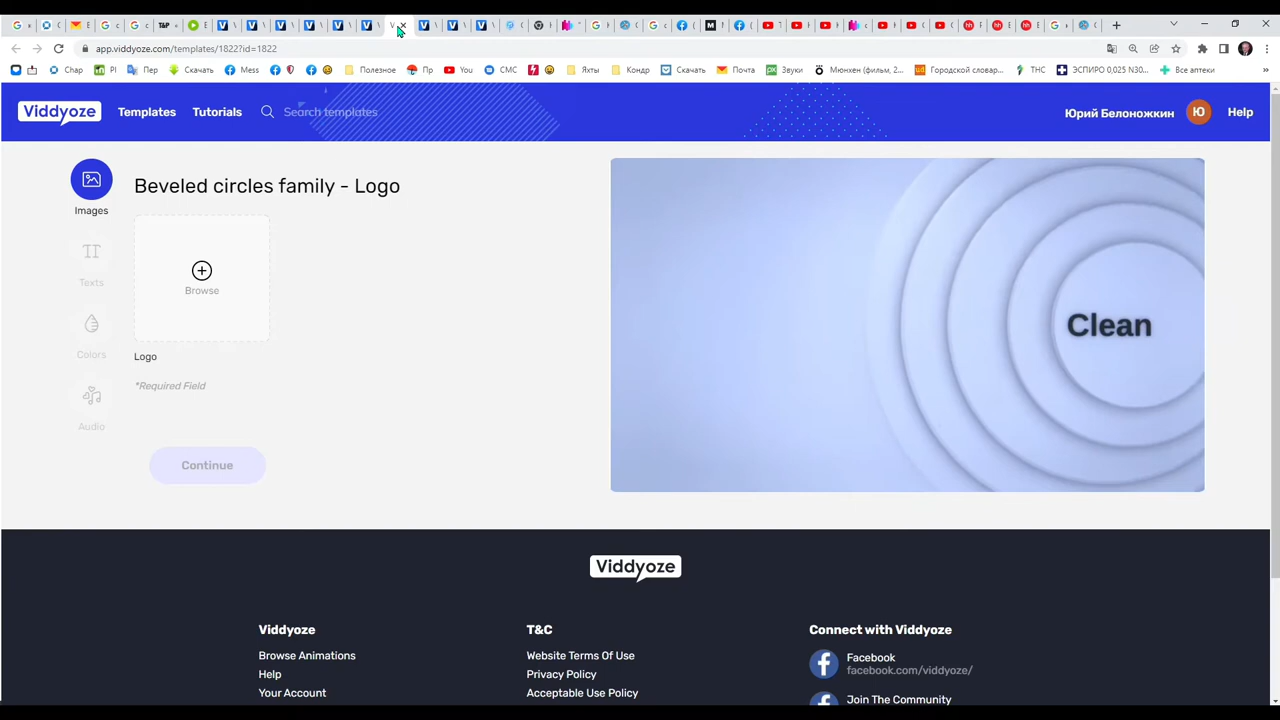 app.viddyoze.com/templates/1822?id=1822
Chap
Pl
Пер
Скачать
Mess
Полезное
Пр
You
СМС
Яхты
Кондр
Скачать
Почта
Звуки
Мюнхен (фильм, 2...
Городской словар...
ТНС
ЭСПИРО 0,025 N30...
Все аптеки
Viddyoze
Templates
Tutorials
Search templates
Юрий Белоножкин
Ю
Help
Images
Texts
Colors
Audio
Beveled circles family - Logo
Browse
Logo
*Required Field
Continue
Clean
Viddyoze
Viddyoze
Browse Animations
Help
Your Account
T&C
Website Terms Of Use
Privacy Policy
Acceptable Use Policy
Connect with Viddyoze
Facebook
facebook.com/viddyoze/
Join The Community